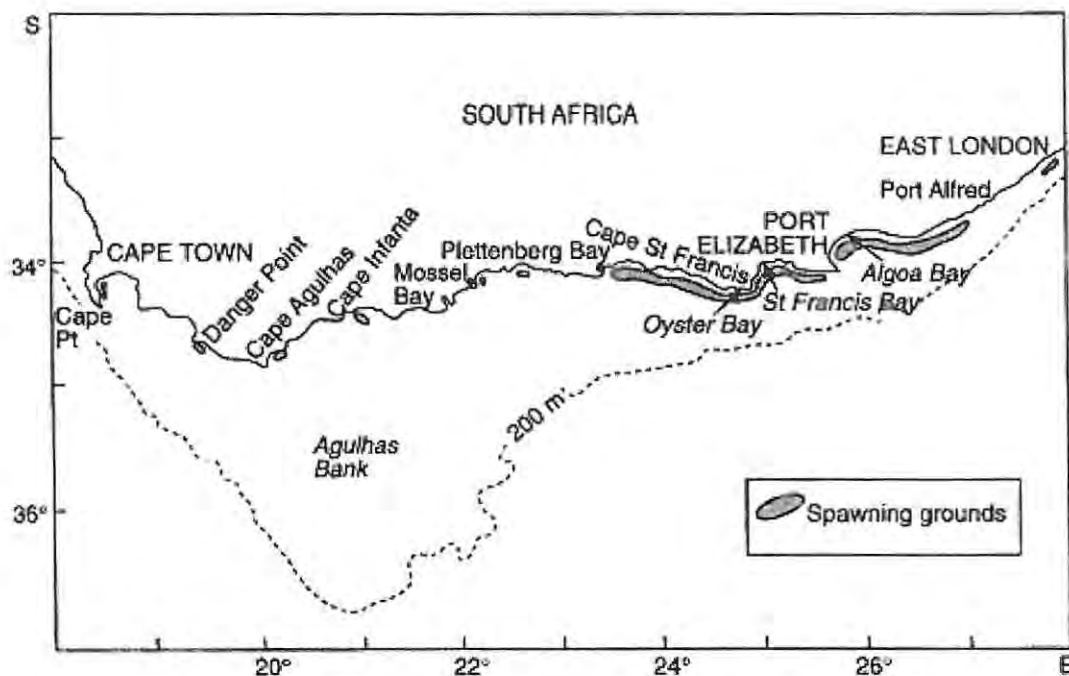 S
SOUTH AFRICA
EAST LONDON
Port Alfred
PORT
ELIZABETH
Algoa Bay
Cape St Francis
St Francis Bay
Oyster Bay
Plettenberg Bay
Mossel
Bay
Cape Infanta
Cape Agulhas
Danger Point
CAPE TOWN
Cape
Pt
34°
200 m
Agulhas
Bank
36°
Spawning grounds
20°
22°
24°
26°
E